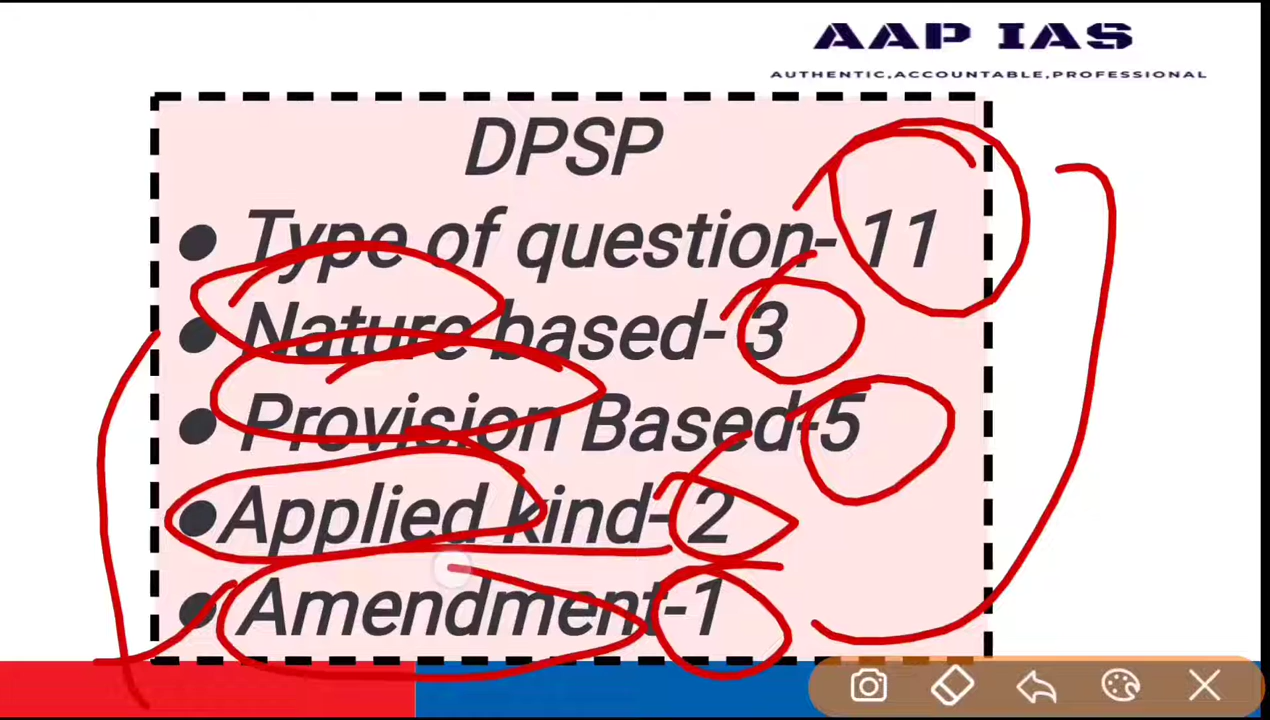 AAP IAS
AUTHENTIC,ACCOUNTABLE,PROFESSIONAL
DPSP
● Type of question- 11
● Nature based- 3
● Provision Based-5
●Applied kind- 2
● Amendment-1